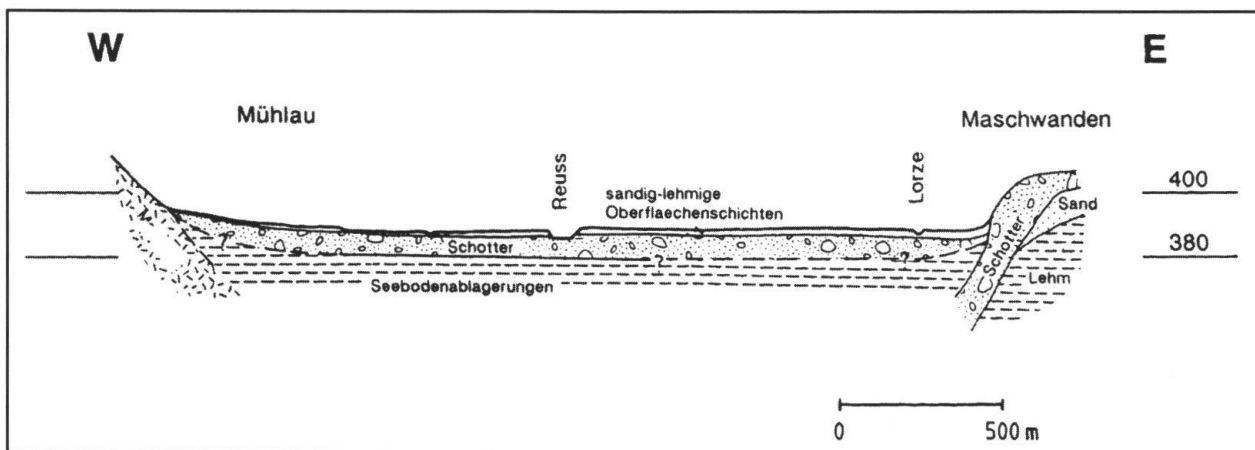 W
E
Mühlau
Maschwanden
Reuss
sandig-lehmige
Oberflaechenschichten
Lorze
400
Sand
Schotter
Schotter
380
?
?
?
Seebodenablagerungen
Lehm
0
500 m